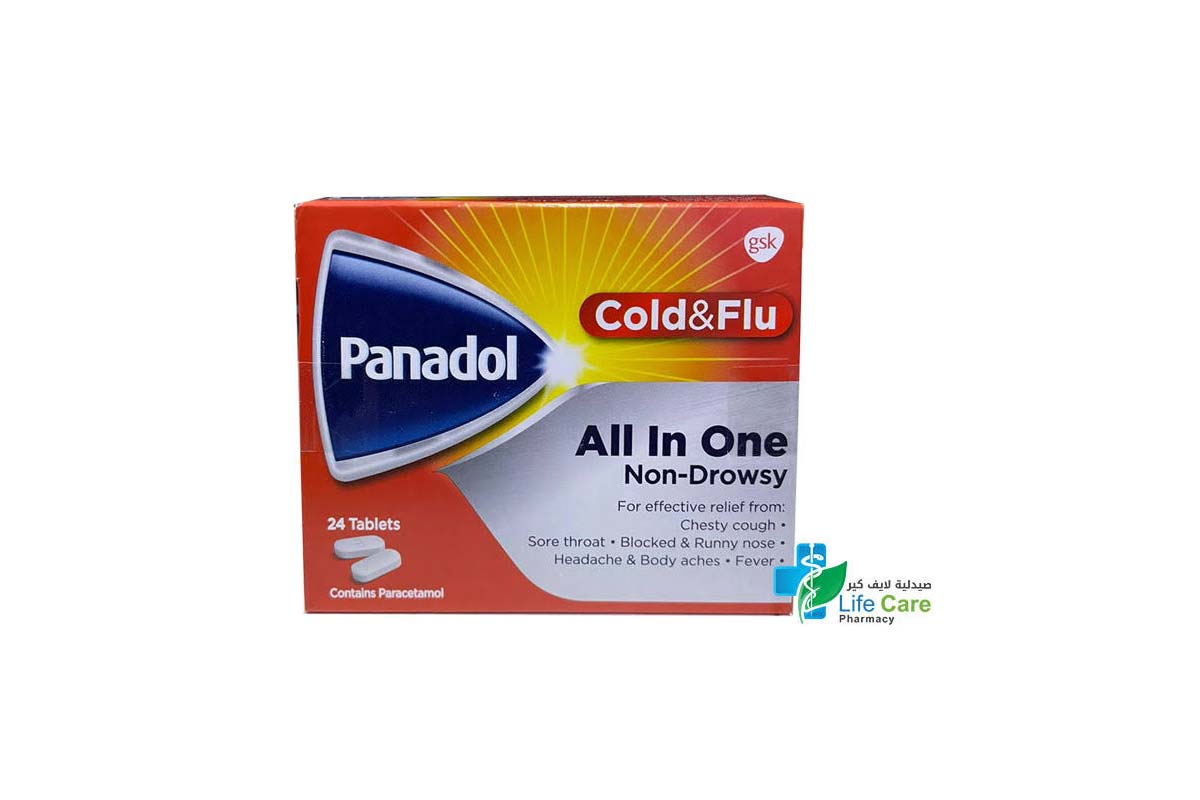 gsk
Cold&Flu
Panadol
All In One
Non-Drowsy
For effective relief from:
Chesty cough •
Sore throat • Blocked & Runny nose •
Headache & Body aches • Fever •
24 Tablets
Contains Paracetamol
صيدلية لايف كير
Life Care
Pharmacy